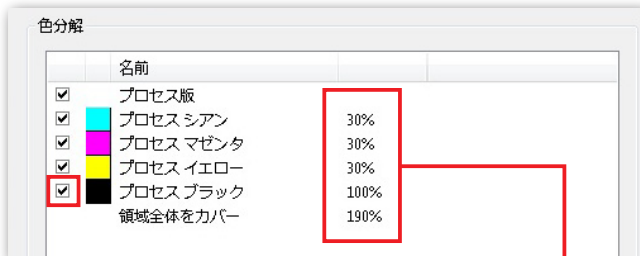 色分解
名前
プロセス版
プロセス シアン 30%
プロセス マゼンタ 30%
プロセス イエロー 30%
プロセス ブラック 100%
領域全体をカバー 190%